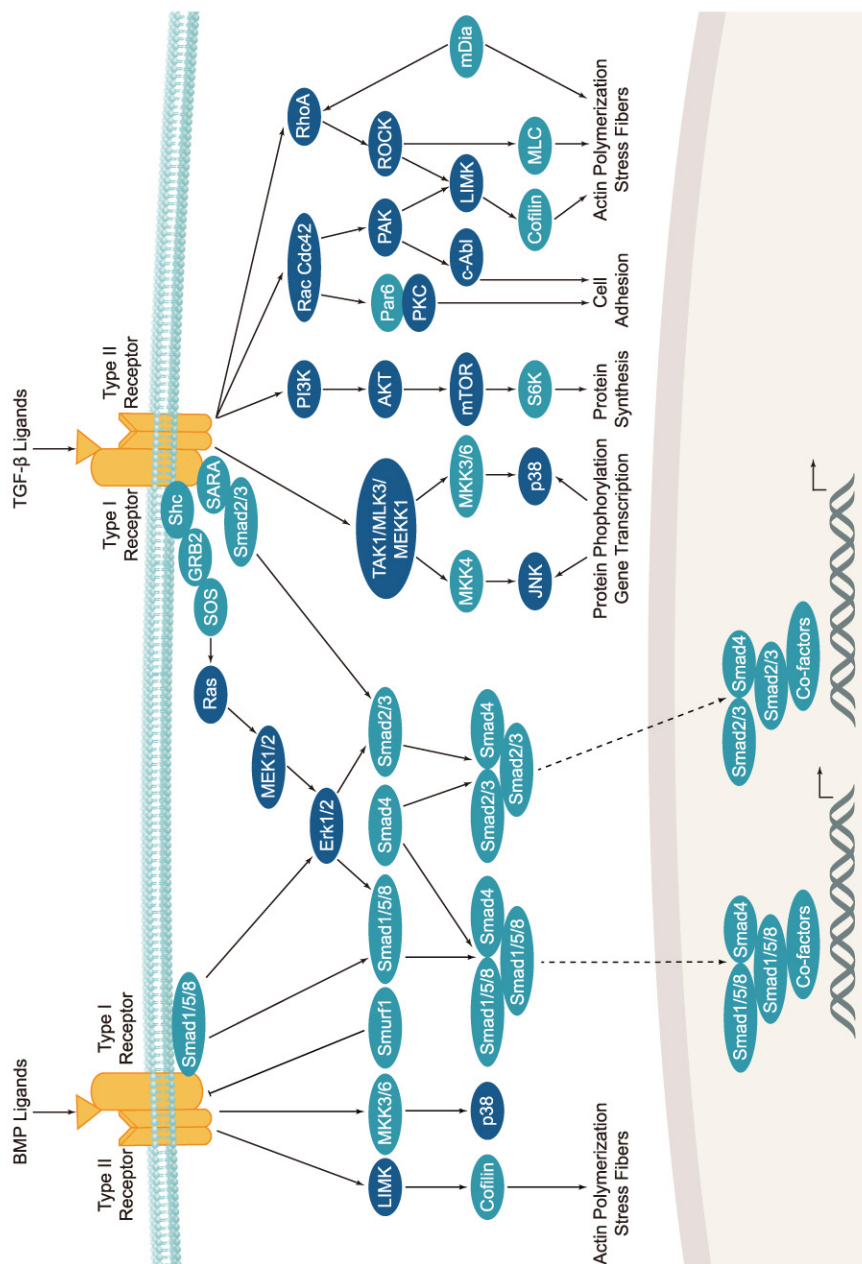 BMP Ligands
TGF-β Ligands
Type II
Receptor
Type I
Receptor
Type I
Receptor
Type II
Receptor
Smad1/5/8
Shc
GRB2
SOS
SARA
Smad2/3
Ras
MEK1/2
Erk1/2
PI3K
Rac Cdc42
RhoA
LIMK
MKK3/6
Smurf1
Smad1/5/8
Smad4
Smad2/3
TAK1/MLK3/
MEKK1
AKT
Par6
PKC
PAK
ROCK
mDia
Cofilin
p38
Smad1/5/8
Smad4
Smad1/5/8
Smad2/3
Smad4
Smad2/3
MKK4
MKK3/6
mTOR
c-Abl
LIMK
JNK
p38
S6K
Cofilin
MLC
Actin Polymerization
Stress Fibers
Protein Phophorylation
Gene Transcription
Protein
Synthesis
Cell
Adhesion
Actin Polymerization
Stress Fibers
Smad1/5/8
Smad4
Smad1/5/8
Co-factors
Smad2/3
Smad4
Smad2/3
Co-factors